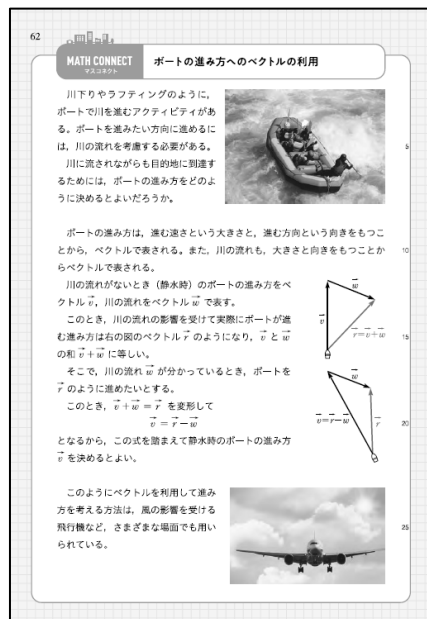 62
MATH CONNECT
マスコネクト
ボートの進み方へのベクトルの利用
川下りやラフティングのように,
ボートで川を進むアクティビティがあ
る。ボートを進みたい方向に進めるに
は,川の流れを考慮する必要がある。
5
川に流されながらも目的地に到達す
るためには,ボートの進み方をどのよ
うに決めるとよいだろうか。
ボートの進み方は,進む速さという大きさと,進む方向という向きをもつこ
とから,ベクトルで表される。また,川の流れも,大きさと向きをもつことか
10
らベクトルで表される。
川の流れがないとき(静水時)のボートの進み方をベ
クトル v→,川の流れをベクトル w→ で表す。
このとき,川の流れの影響を受けて実際にボートが進
む進み方は右の図のベクトル r→ のようになり,v→ と w→
15
の和 v→+w→ に等しい。
そこで,川の流れ w→ が分かっているとき,ボートを
r→ のように進めたいとする。
このとき,v→+w→=r→ を変形して
v→=r→−w→
20
となるから,この式を踏まえて静水時のボートの進み方
v→ を決めるとよい。
w→
v→
r→=v→+w→
w→
v→=r→−w→
r→
このようにベクトルを利用して進み
方を考える方法は,風の影響を受ける
飛行機など,さまざまな場面でも用い
25
られている。